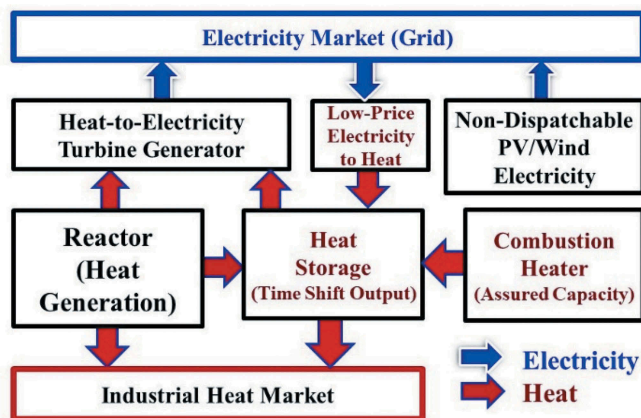 Electricity Market (Grid)
Heat-to-Electricity
Turbine Generator
Low-Price
Electricity
to Heat
Non-Dispatchable
PV/Wind
Electricity
Reactor
(Heat
Generation)
Heat
Storage
(Time Shift Output)
Combustion
Heater
(Assured Capacity)
Industrial Heat Market
Electricity
Heat